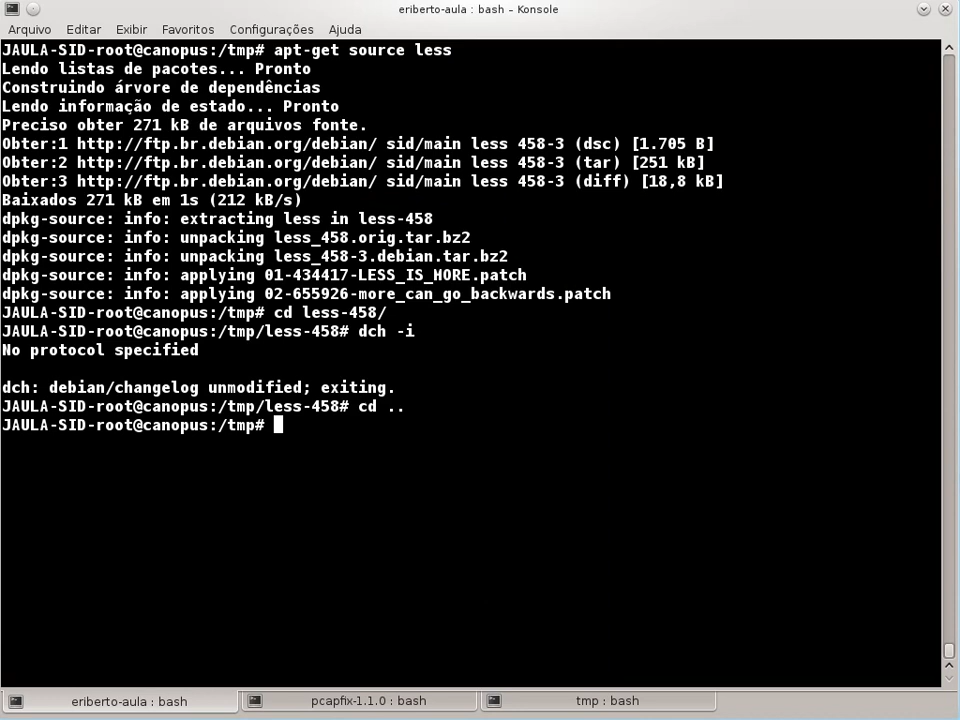 eriberto-aula : bash – Konsole
Arquivo Editar Exibir Favoritos Configurações Ajuda
JAULA-SID-root@canopus:/tmp# apt-get source less
Lendo listas de pacotes... Pronto
Construindo árvore de dependências
Lendo informação de estado... Pronto
Preciso obter 271 kB de arquivos fonte.
Obter:1 http://ftp.br.debian.org/debian/ sid/main less 458-3 (dsc) [1.705 B]
Obter:2 http://ftp.br.debian.org/debian/ sid/main less 458-3 (tar) [251 kB]
Obter:3 http://ftp.br.debian.org/debian/ sid/main less 458-3 (diff) [18,8 kB]
Baixados 271 kB em 1s (212 kB/s)
dpkg-source: info: extracting less in less-458
dpkg-source: info: unpacking less_458.orig.tar.bz2
dpkg-source: info: unpacking less_458-3.debian.tar.bz2
dpkg-source: info: applying 01-434417-LESS_IS_MORE.patch
dpkg-source: info: applying 02-655926-more_can_go_backwards.patch
JAULA-SID-root@canopus:/tmp# cd less-458/
JAULA-SID-root@canopus:/tmp/less-458# dch -i
No protocol specified
dch: debian/changelog unmodified; exiting.
JAULA-SID-root@canopus:/tmp/less-458# cd ..
JAULA-SID-root@canopus:/tmp#
eriberto-aula : bash pcapfix-1.1.0 : bash tmp : bash